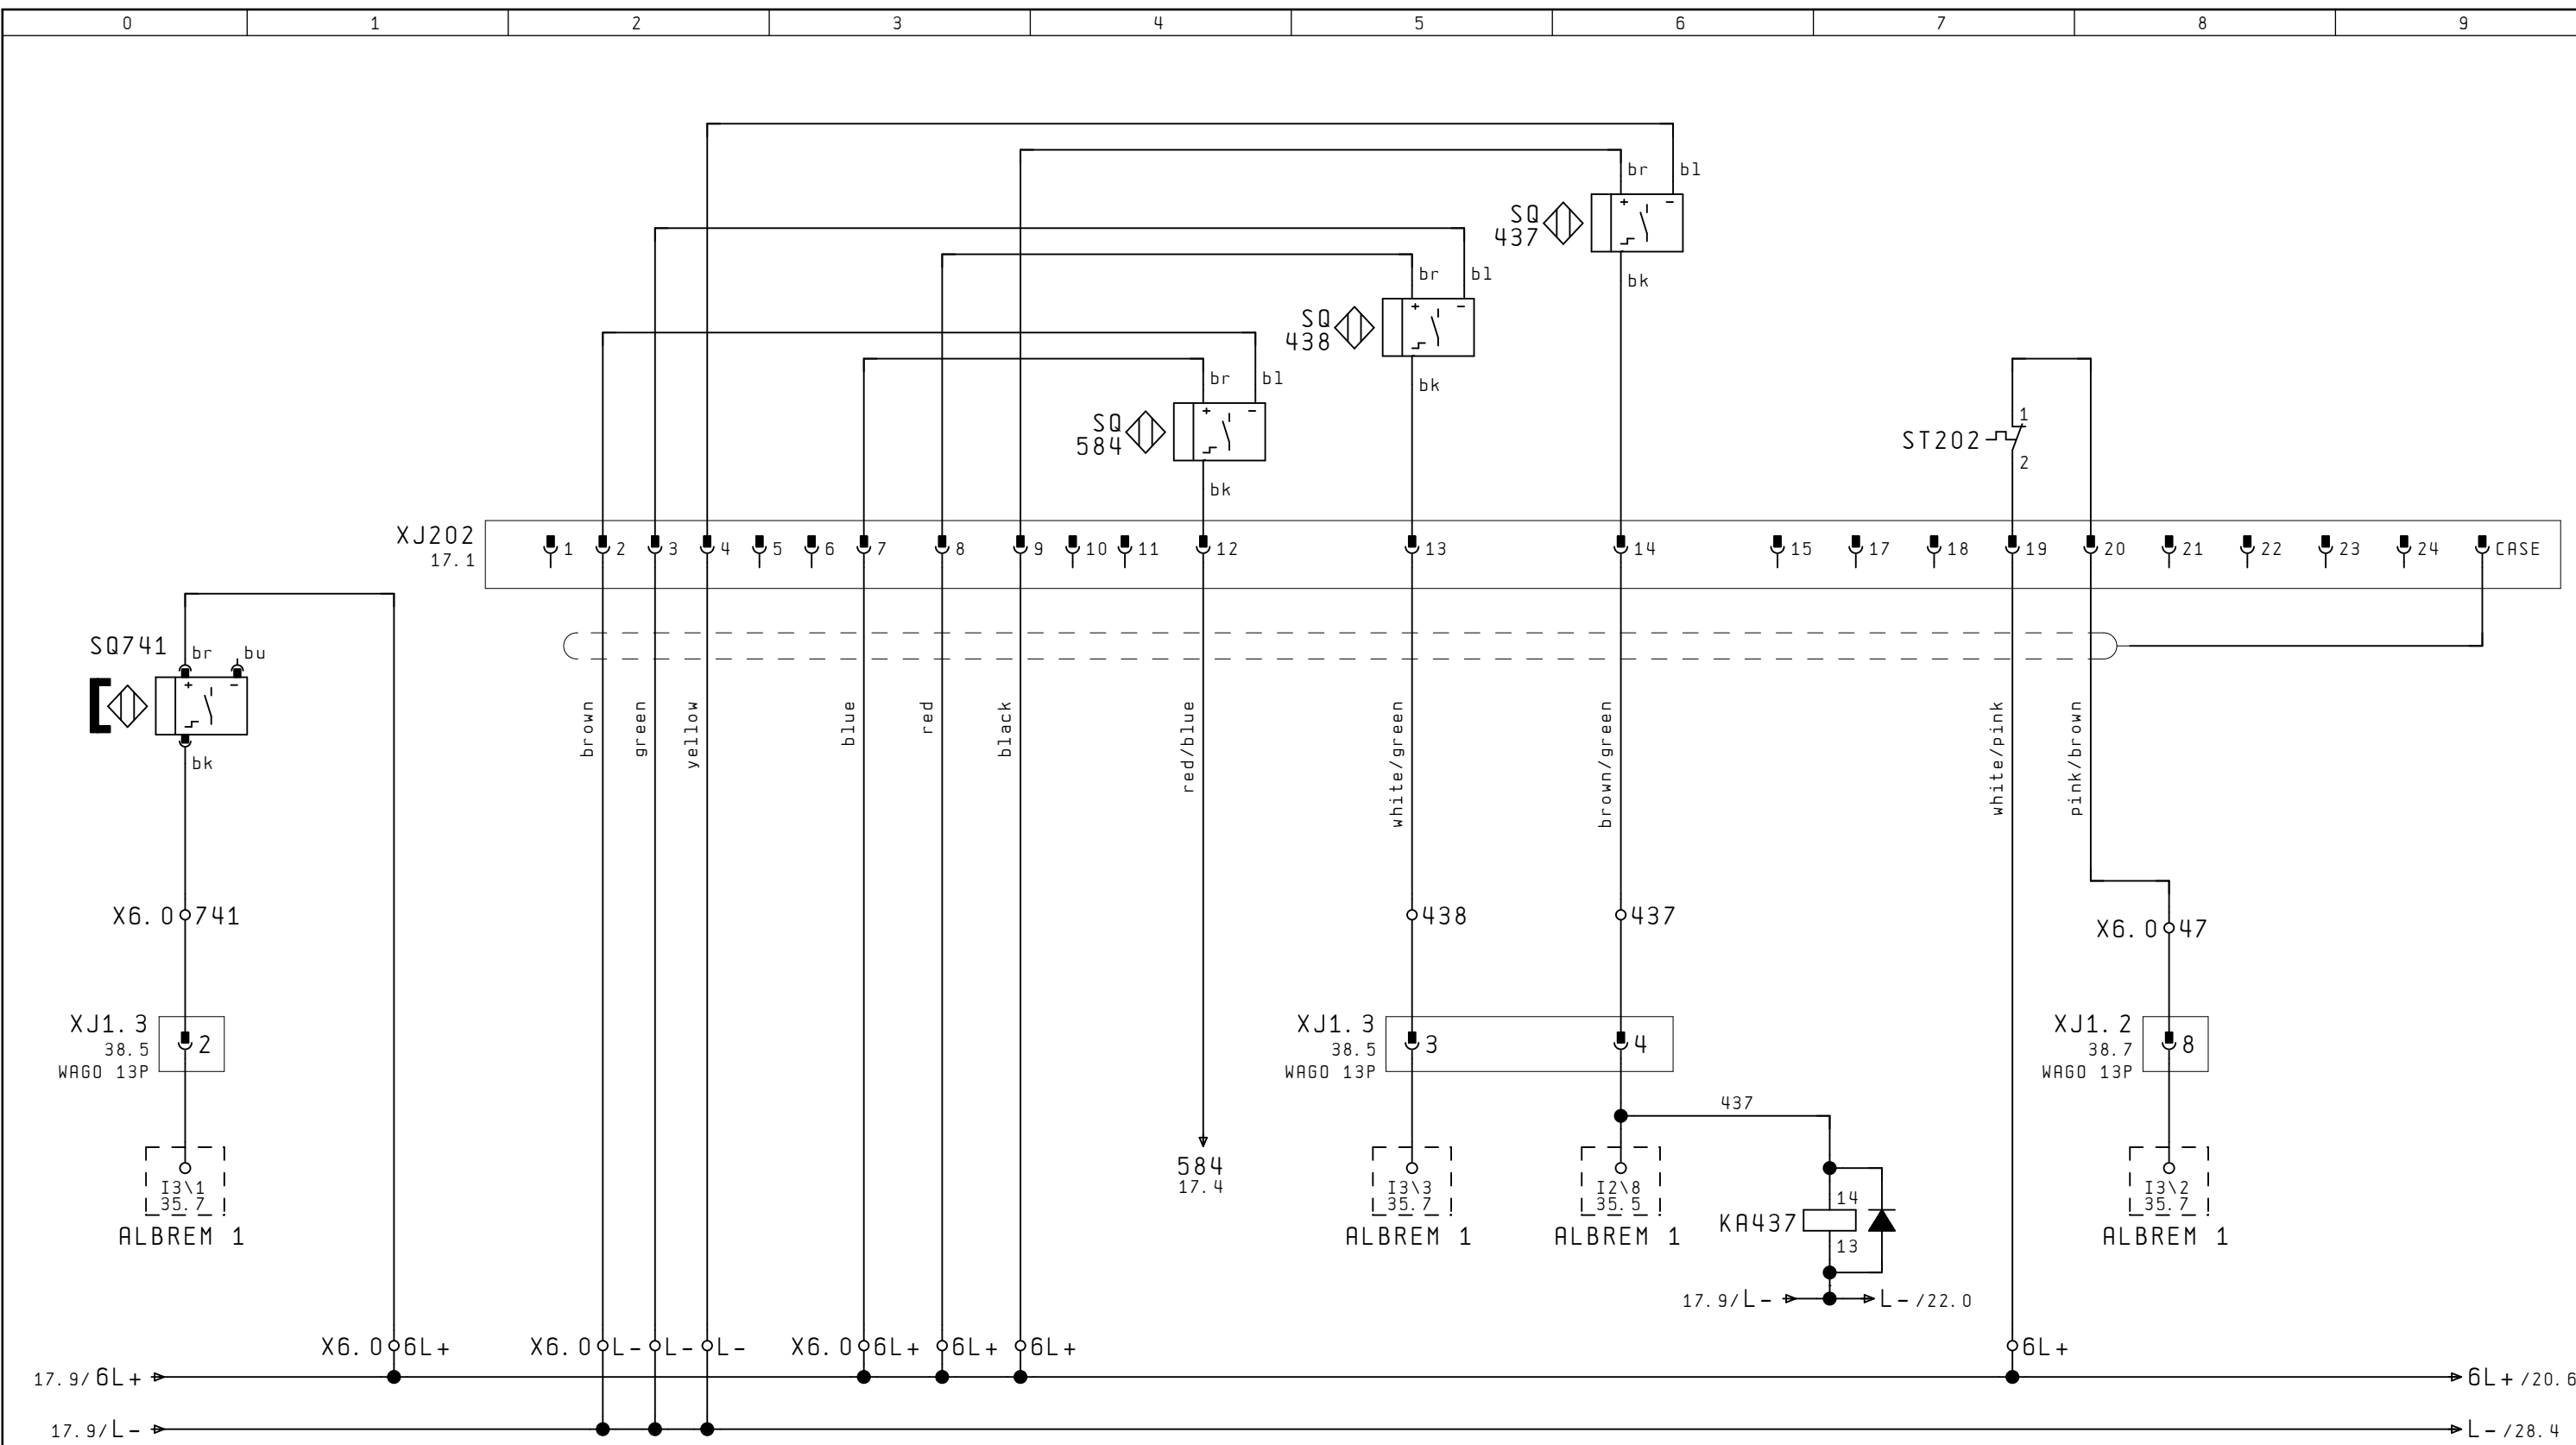 0 1 2 3 4 5 6 7 8 9
br bl
+ -
SQ
437
bk
br bl
+ -
SQ
438
bk
br bl
+ -
SQ
584
bk
1
ST202
2
XJ202
17.1
1 2 3 4 5 6 7 8 9 10 11 12 13 14 15 17 18 19 20 21 22 23 24 CASE
SQ741
br bu
+ -
bk
brown
green
yellow
blue
red
black
red/blue
white/green
brown/green
white/pink
pink/brown
X6.0 741
438
437
X6.0 47
XJ1.3
38.5
WAGO 13P
2
XJ1.3
38.5
WAGO 13P
3
4
XJ1.2
38.7
WAGO 13P
8
437
I3\1
35.7
ALBREM 1
584
17.4
I3\3
35.7
ALBREM 1
I2\8
35.5
ALBREM 1
14
KA437
13
I3\2
35.7
ALBREM 1
17.9/L- L-/22.0
X6.0 6L+
X6.0 L- L- L-
X6.0 6L+ 6L+ 6L+
6L+
17.9/6L+ 6L+/20.6
17.9/L- L-/28.4